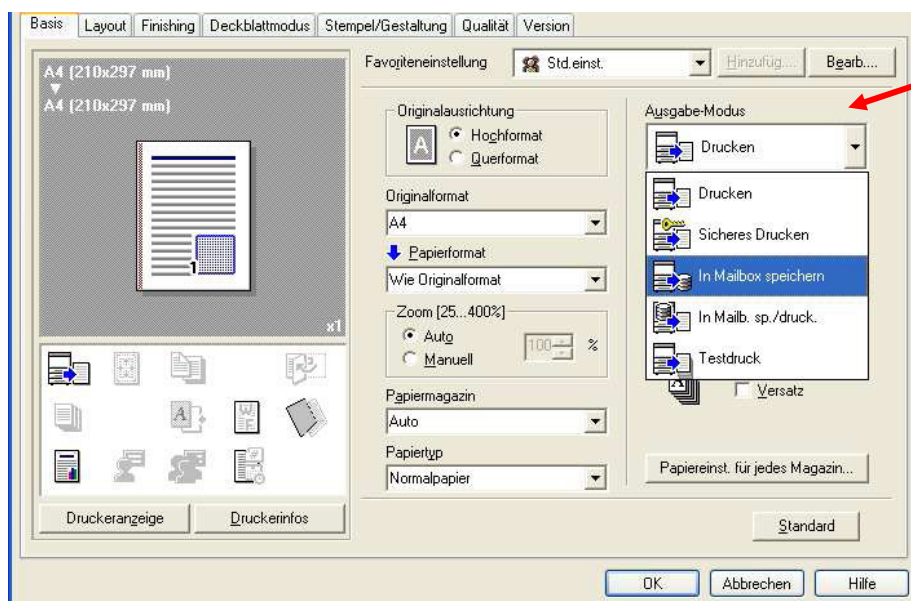 Basis Layout Finishing Deckblattmodus Stempel/Gestaltung Qualität Version
A4 (210x297 mm)
A4 (210x297 mm)
1
x1
Druckeranzeige Druckerinfos
Favoriteneinstellung Std.einst. Hinzufüg.... Bearb....
Originalausrichtung
A
Hochformat
Querformat
Originalformat
A4
Papierformat
Wie Originalformat
Zoom [25...400%]
Auto
Manuell
100 %
Papiermagazin
Auto
Papiertyp
Normalpapier
Ausgabe-Modus
Drucken
Drucken
Sicheres Drucken
In Mailbox speichern
In Mailb. sp./druck.
Testdruck
Versatz
Papiereinst. für jedes Magazin...
Standard
OK Abbrechen Hilfe